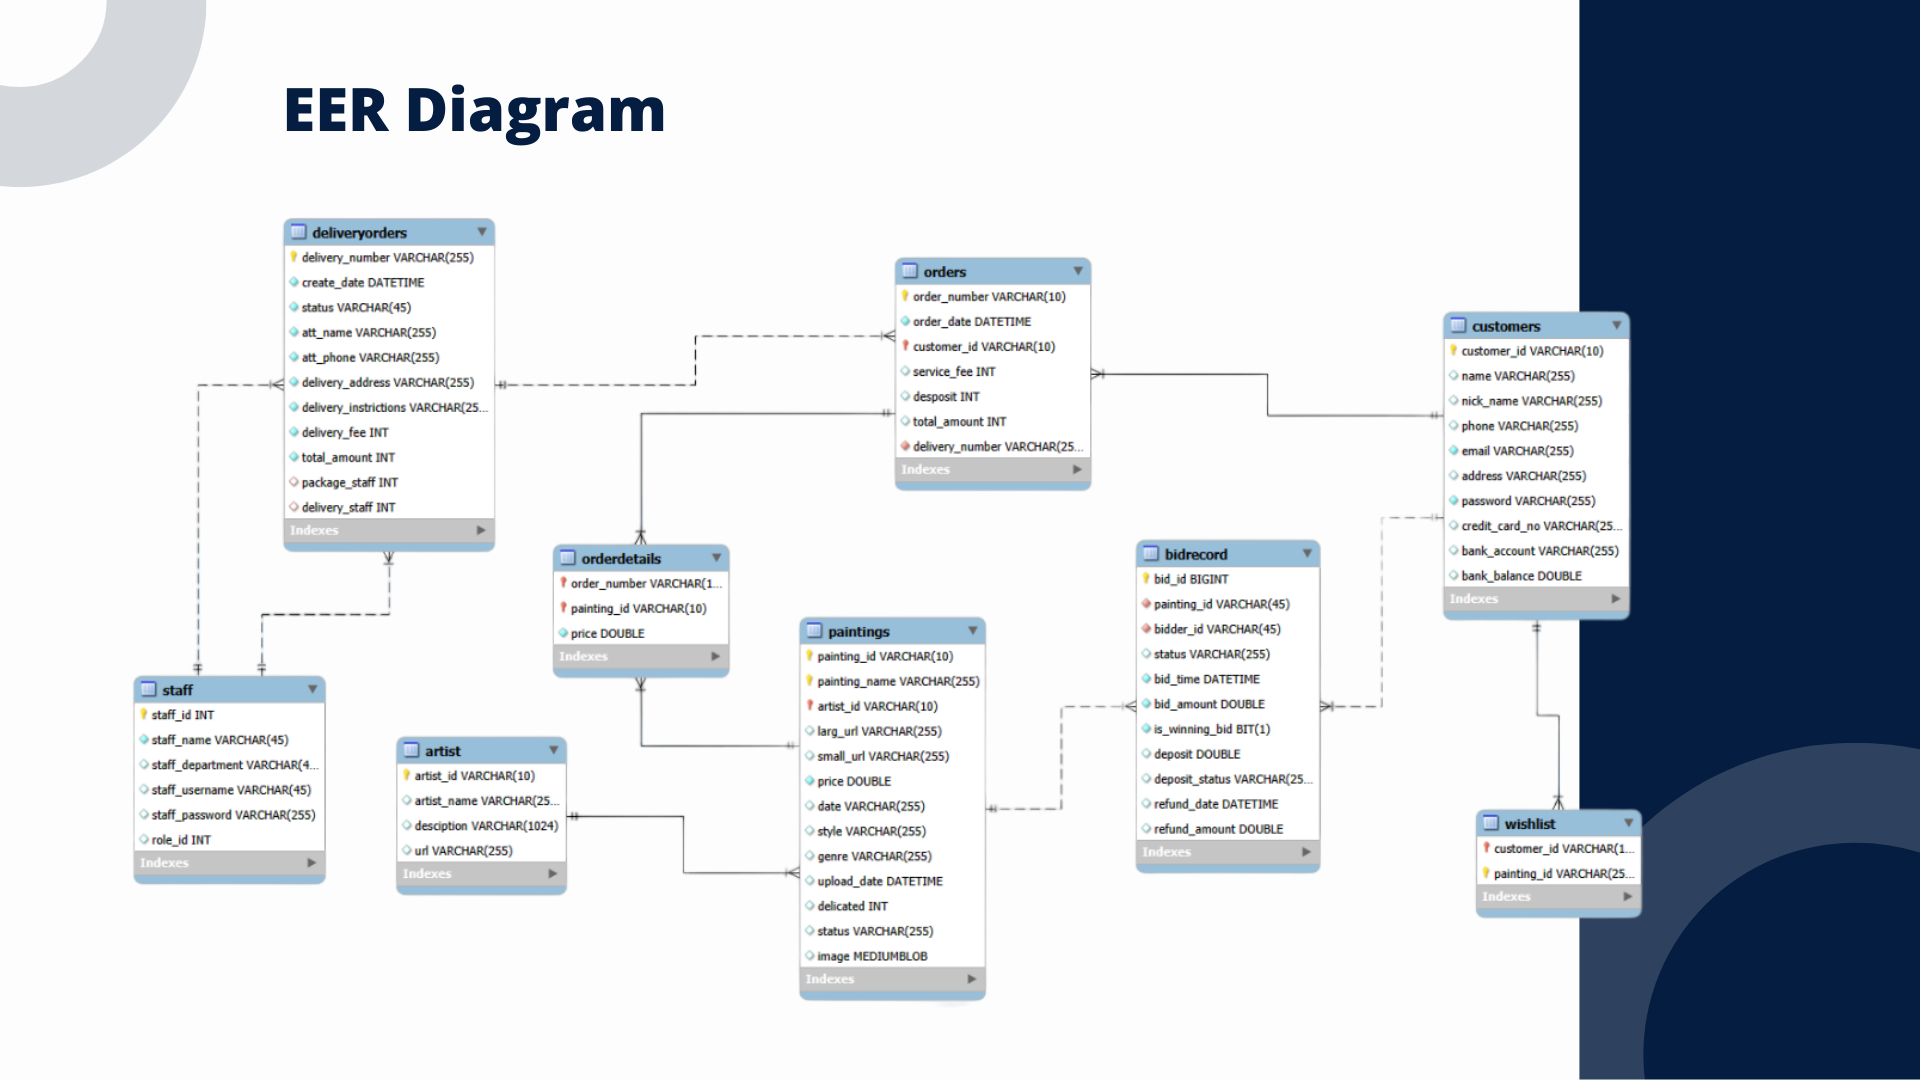 EER Diagram
deliveryorders
delivery_number VARCHAR(255)
create_date DATETIME
status VARCHAR(45)
att_name VARCHAR(255)
att_phone VARCHAR(255)
delivery_address VARCHAR(255)
delivery_instrictions VARCHAR(25...
delivery_fee INT
total_amount INT
package_staff INT
delivery_staff INT
Indexes
orders
order_number VARCHAR(10)
order_date DATETIME
customer_id VARCHAR(10)
service_fee INT
desposit INT
total_amount INT
delivery_number VARCHAR(25...
Indexes
customers
customer_id VARCHAR(10)
name VARCHAR(255)
nick_name VARCHAR(255)
phone VARCHAR(255)
email VARCHAR(255)
address VARCHAR(255)
password VARCHAR(255)
credit_card_no VARCHAR(25...
bank_account VARCHAR(255)
bank_balance DOUBLE
Indexes
orderdetails
order_number VARCHAR(1...
painting_id VARCHAR(10)
price DOUBLE
Indexes
bidrecord
bid_id BIGINT
painting_id VARCHAR(45)
bidder_id VARCHAR(45)
status VARCHAR(255)
bid_time DATETIME
bid_amount DOUBLE
is_winning_bid BIT(1)
deposit DOUBLE
deposit_status VARCHAR(25...
refund_date DATETIME
refund_amount DOUBLE
Indexes
paintings
painting_id VARCHAR(10)
painting_name VARCHAR(255)
artist_id VARCHAR(10)
larg_url VARCHAR(255)
small_url VARCHAR(255)
price DOUBLE
date VARCHAR(255)
style VARCHAR(255)
genre VARCHAR(255)
upload_date DATETIME
delicated INT
status VARCHAR(255)
image MEDIUMBLOB
Indexes
staff
staff_id INT
staff_name VARCHAR(45)
staff_department VARCHAR(4...
staff_username VARCHAR(45)
staff_password VARCHAR(255)
role_id INT
Indexes
artist
artist_id VARCHAR(10)
artist_name VARCHAR(25...
desciption VARCHAR(1024)
url VARCHAR(255)
Indexes
wishlist
customer_id VARCHAR(1...
painting_id VARCHAR(25...
Indexes